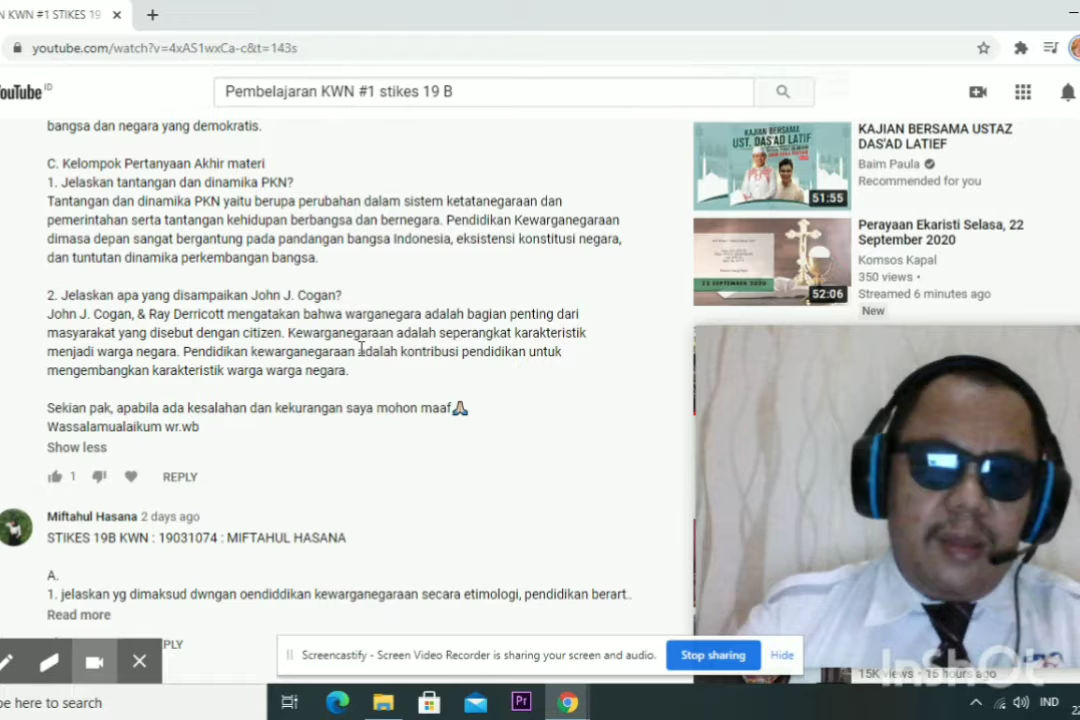 N KWN #1 STIKES 19
youtube.com/watch?v=4xAS1wxCa-c&t=143s
YouTube ID
Pembelajaran KWN #1 stikes 19 B
bangsa dan negara yang demokratis.
C. Kelompok Pertanyaan Akhir materi
1. Jelaskan tantangan dan dinamika PKN?
Tantangan dan dinamika PKN yaitu berupa perubahan dalam sistem ketatanegaraan dan
pemerintahan serta tantangan kehidupan berbangsa dan bernegara. Pendidikan Kewarganegaraan
dimasa depan sangat bergantung pada pandangan bangsa Indonesia, eksistensi konstitusi negara,
dan tuntutan dinamika perkembangan bangsa.
2. Jelaskan apa yang disampaikan John J. Cogan?
John J. Cogan, & Ray Derricott mengatakan bahwa warganegara adalah bagian penting dari
masyarakat yang disebut dengan citizen. Kewarganegaraan adalah seperangkat karakteristik
menjadi warga negara. Pendidikan kewarganegaraan adalah kontribusi pendidikan untuk
mengembangkan karakteristik warga warga negara.
Sekian pak, apabila ada kesalahan dan kekurangan saya mohon maaf🙏🏼
Wassalamualaikum wr.wb
Show less
1 REPLY
Miftahul Hasana 2 days ago
STIKES 19B KWN : 19031074 : MIFTAHUL HASANA
A.
1. jelaskan yg dimaksud dwngan oendiddikan kewarganegaraan secara etimologi, pendidikan berart..
Read more
PLY
KAJIAN BERSAMA
UST. DAS'AD LATIF
51:55
KAJIAN BERSAMA USTAZ
DAS'AD LATIEF
Baim Paula
Recommended for you
52:06
Perayaan Ekaristi Selasa, 22
September 2020
Komsos Kapal
350 views •
Streamed 6 minutes ago
New
15K views • 15 hours ago
InShOt
Screencastify - Screen Video Recorder is sharing your screen and audio.
Stop sharing
Hide
pe here to search
Pr
IND